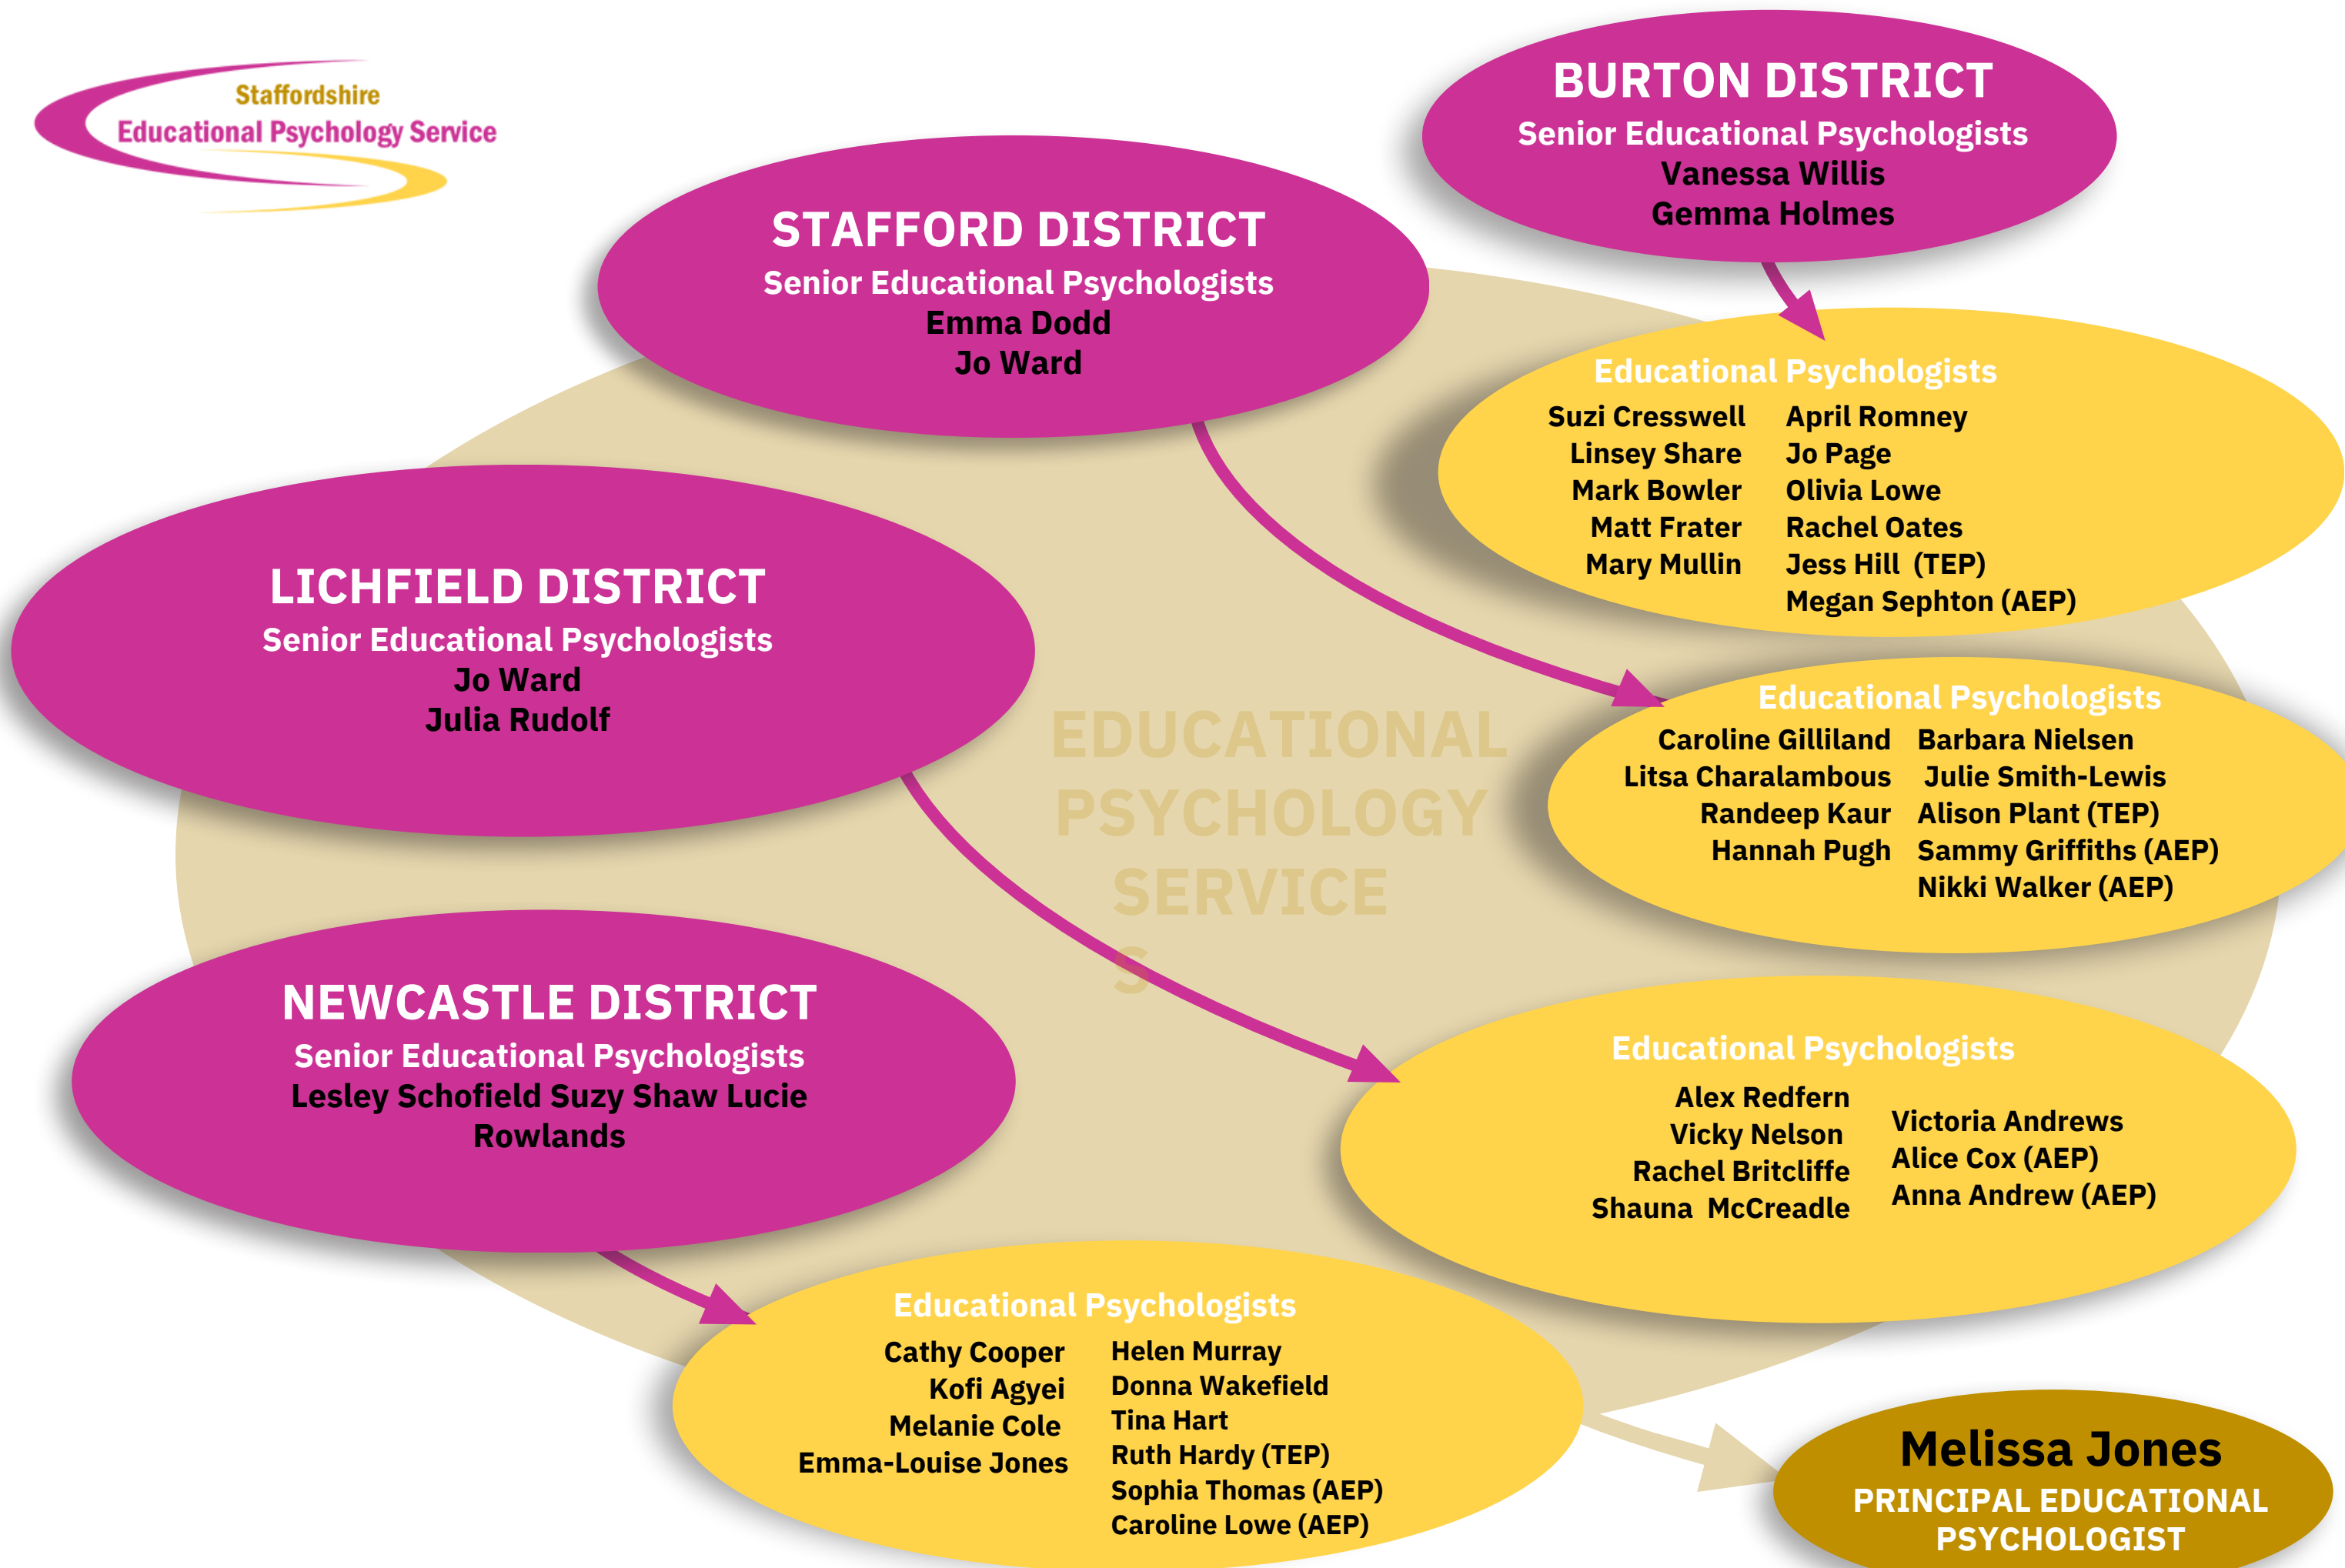 Staffordshire
Educational Psychology Service
BURTON DISTRICT
Senior Educational Psychologists
Vanessa Willis
Gemma Holmes
STAFFORD DISTRICT
Senior Educational Psychologists
Emma Dodd
Jo Ward
Educational Psychologists
Suzi Cresswell
Linsey Share
Mark Bowler
Matt Frater
Mary Mullin
April Romney
Jo Page
Olivia Lowe
Rachel Oates
Jess Hill (TEP)
Megan Sephton (AEP)
LICHFIELD DISTRICT
Senior Educational Psychologists
Jo Ward
Julia Rudolf
EDUCATIONAL
PSYCHOLOGY
SERVICE
S
Educational Psychologists
Caroline Gilliland
Litsa Charalambous
Randeep Kaur
Hannah Pugh
Barbara Nielsen
Julie Smith-Lewis
Alison Plant (TEP)
Sammy Griffiths (AEP)
Nikki Walker (AEP)
NEWCASTLE DISTRICT
Senior Educational Psychologists
Lesley Schofield Suzy Shaw Lucie
Rowlands
Educational Psychologists
Alex Redfern
Vicky Nelson
Rachel Britcliffe
Shauna McCreadle
Victoria Andrews
Alice Cox (AEP)
Anna Andrew (AEP)
Educational Psychologists
Cathy Cooper
Kofi Agyei
Melanie Cole
Emma-Louise Jones
Helen Murray
Donna Wakefield
Tina Hart
Ruth Hardy (TEP)
Sophia Thomas (AEP)
Caroline Lowe (AEP)
Melissa Jones
PRINCIPAL EDUCATIONAL
PSYCHOLOGIST